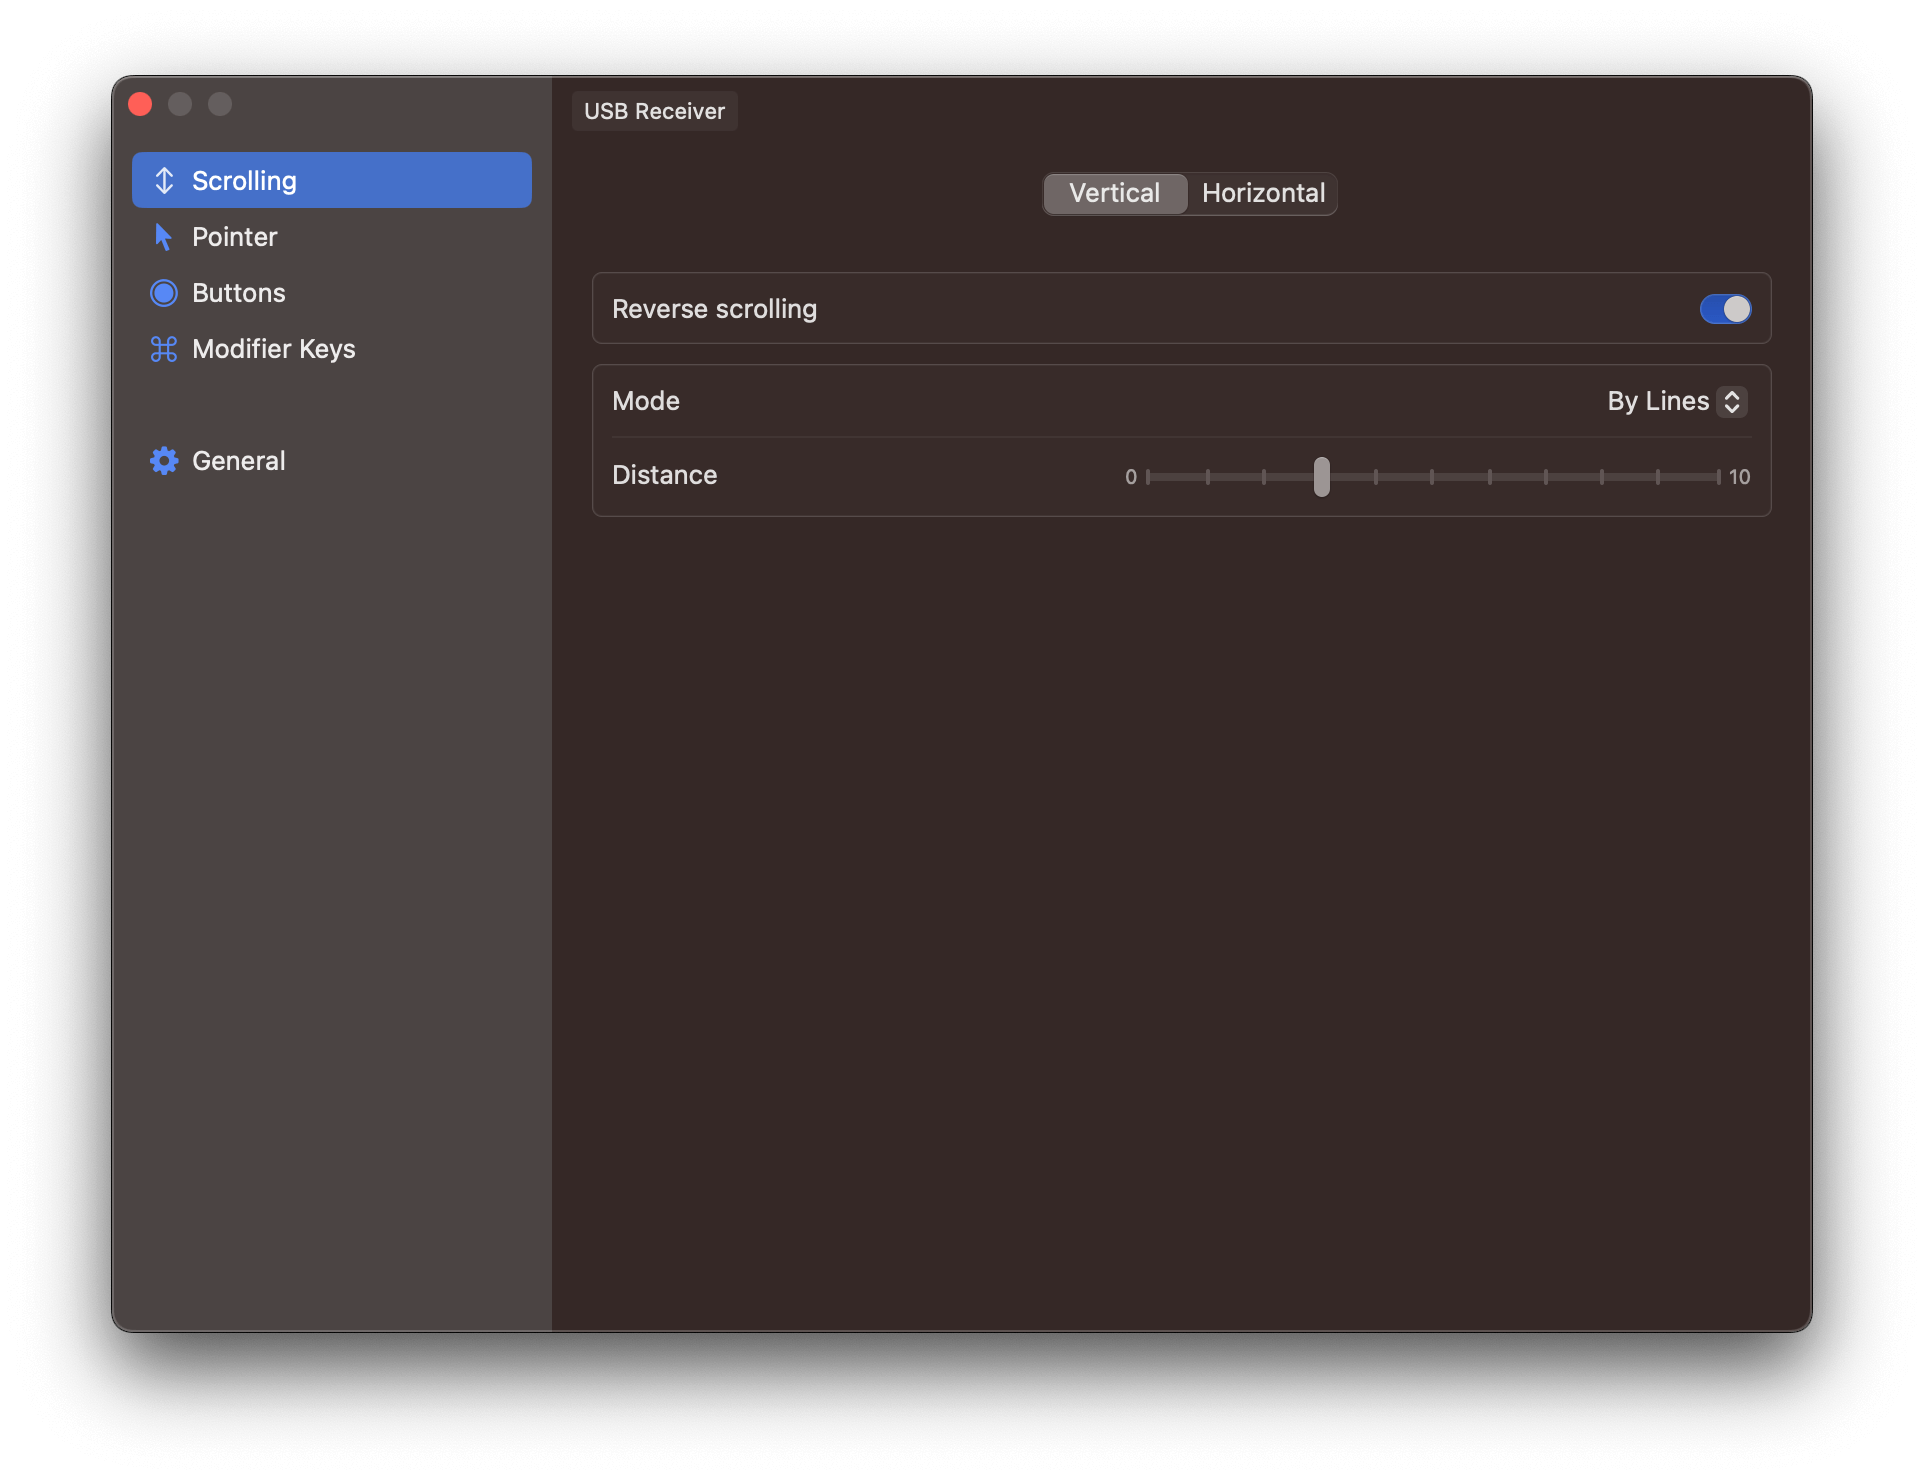 USB Receiver
Scrolling
Pointer
Buttons
Modifier Keys
General
Vertical Horizontal
Reverse scrolling
Mode By Lines
Distance 0 10